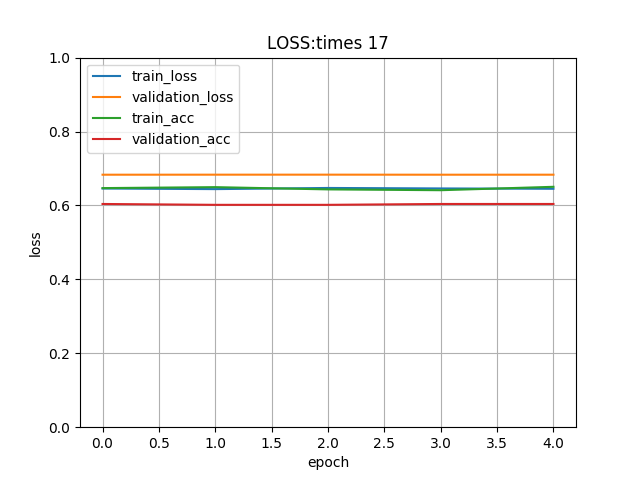 LOSS:times 17
1.0
train_loss
validation_loss
train_acc
validation_acc
0.8
0.6
loss
0.4
0.2
0.0
0.0 0.5 1.0 1.5 2.0 2.5 3.0 3.5 4.0
epoch